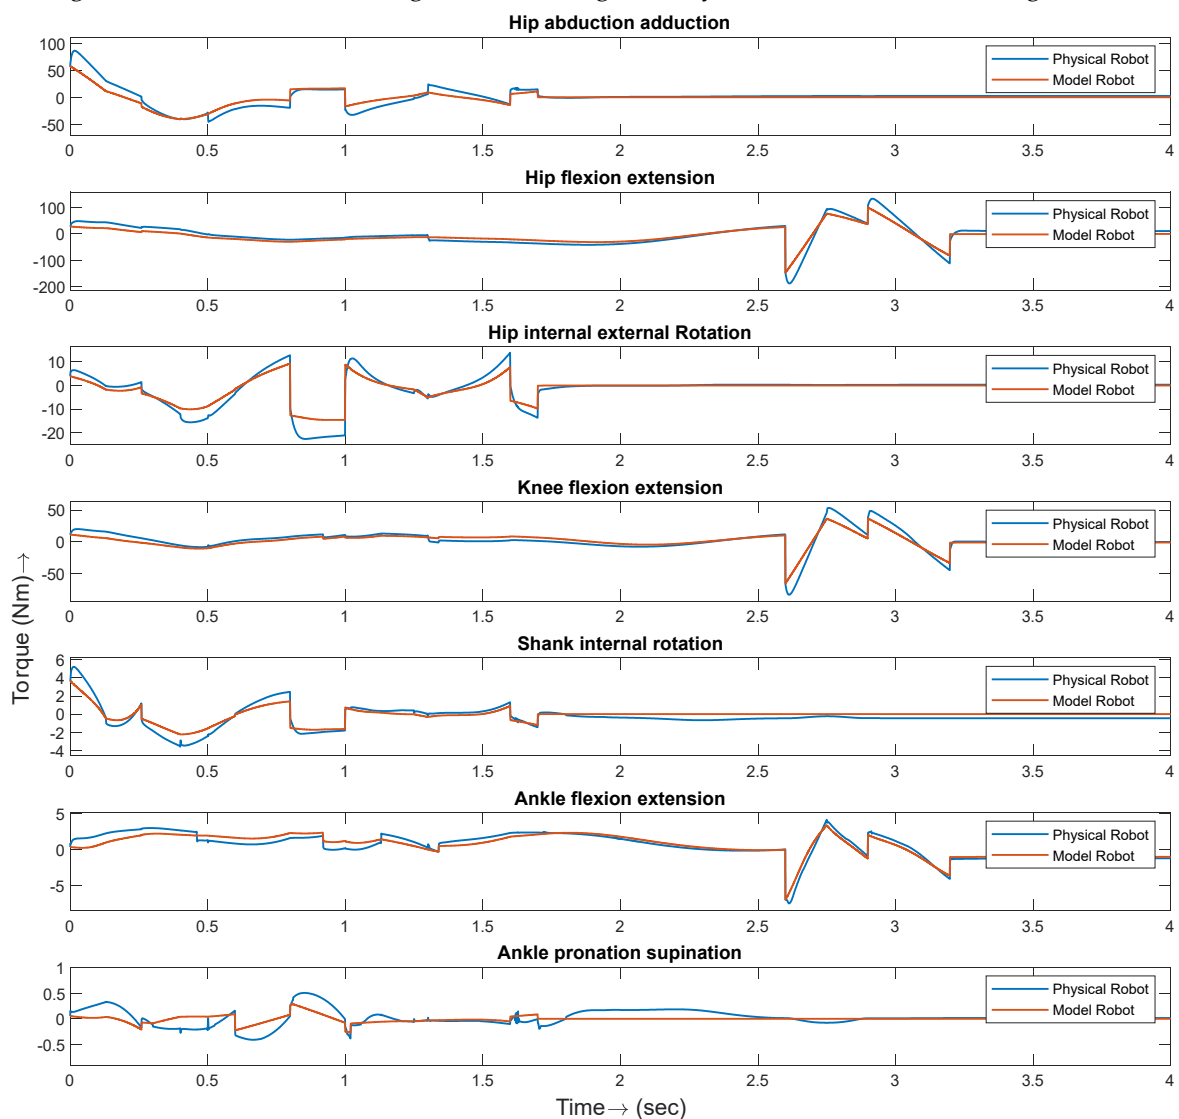 Hip abduction adduction
100
50
0
-50
Physical Robot
Model Robot
0 0.5 1 1.5 2 2.5 3 3.5 4
Hip flexion extension
100
0
-100
-200
Physical Robot
Model Robot
0 0.5 1 1.5 2 2.5 3 3.5 4
Hip internal external Rotation
10
0
-10
-20
Physical Robot
Model Robot
0 0.5 1 1.5 2 2.5 3 3.5 4
Knee flexion extension
50
0
-50
Physical Robot
Model Robot
0 0.5 1 1.5 2 2.5 3 3.5 4
Torque (Nm)→
Shank internal rotation
6
4
2
0
-2
-4
Physical Robot
Model Robot
0 0.5 1 1.5 2 2.5 3 3.5 4
Ankle flexion extension
5
0
-5
Physical Robot
Model Robot
0 0.5 1 1.5 2 2.5 3 3.5 4
Ankle pronation supination
1
0.5
0
-0.5
Physical Robot
Model Robot
0 0.5 1 1.5 2 2.5 3 3.5 4
Time→ (sec)